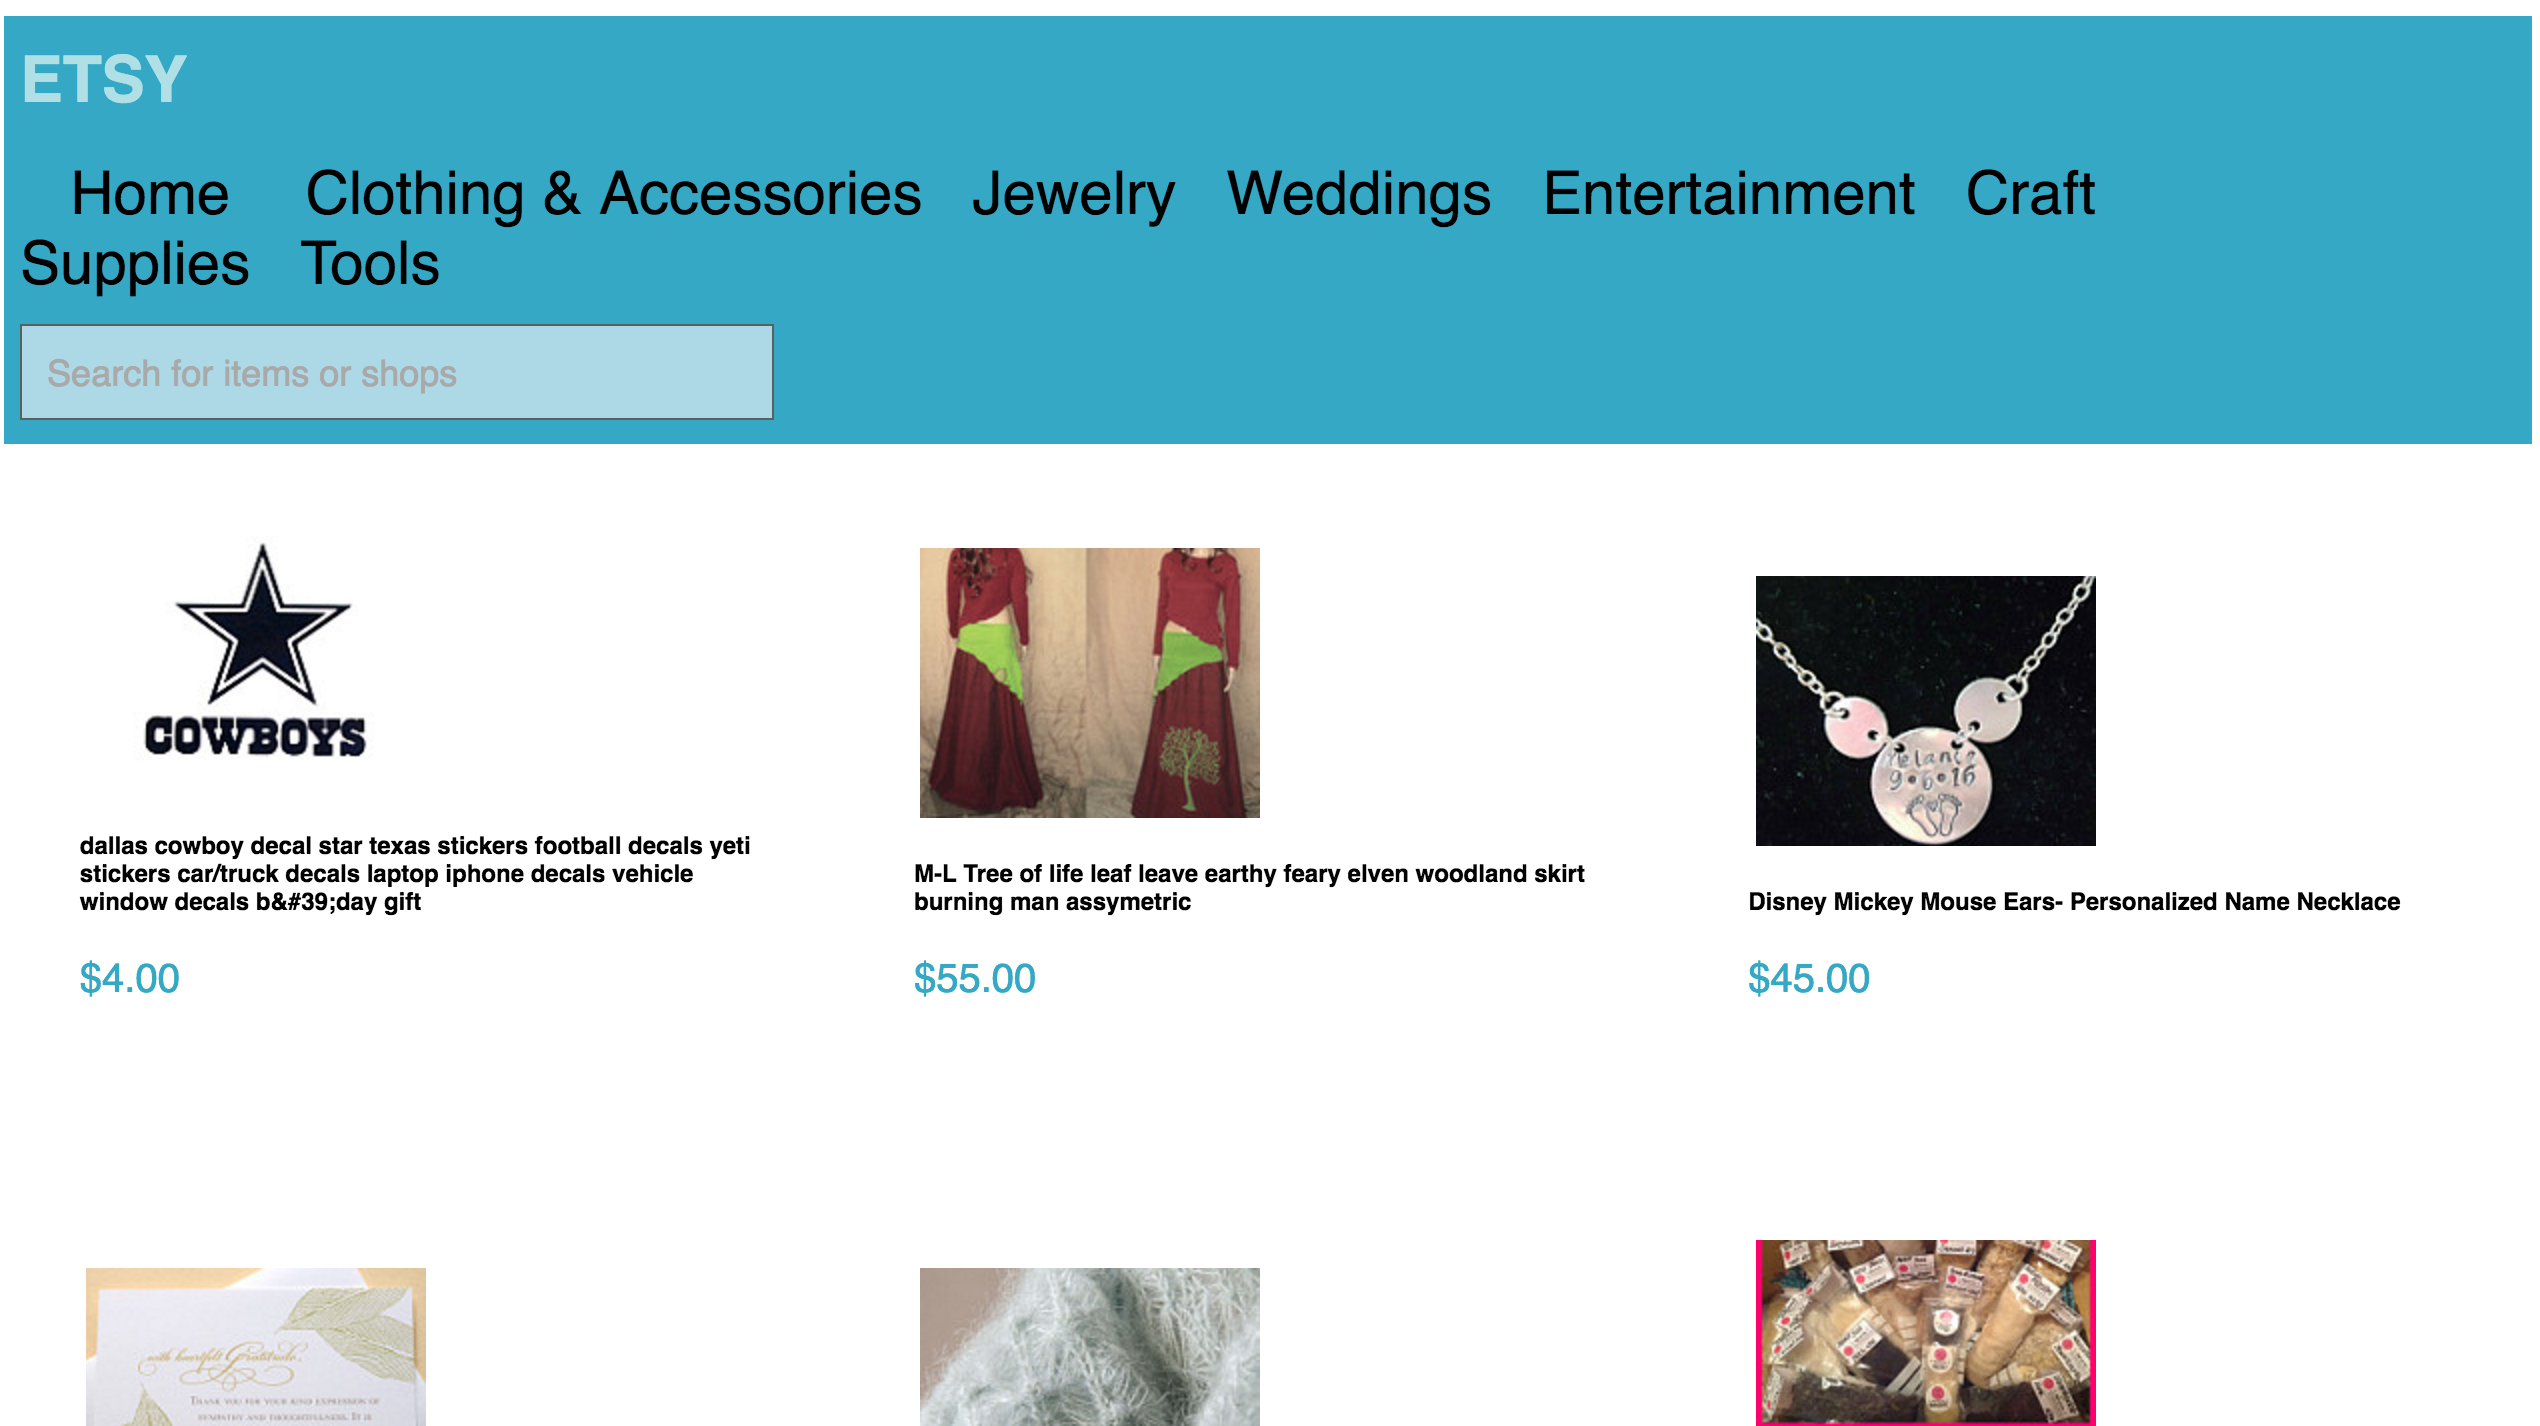 ETSY
Home Clothing & Accessories Jewelry Weddings Entertainment Craft
Supplies Tools
Search for items or shops
COWBOYS
9•6•16
dallas cowboy decal star texas stickers football decals yeti
stickers car/truck decals laptop iphone decals vehicle
window decals b&#39;day gift
$4.00
M-L Tree of life leaf leave earthy feary elven woodland skirt
burning man assymetric
$55.00
Disney Mickey Mouse Ears- Personalized Name Necklace
$45.00
with heartfelt Gratitude.
THANK YOU FOR YOUR KIND EXPRESSION OF
SYMPATHY AND THOUGHTFULNESS. IT IS